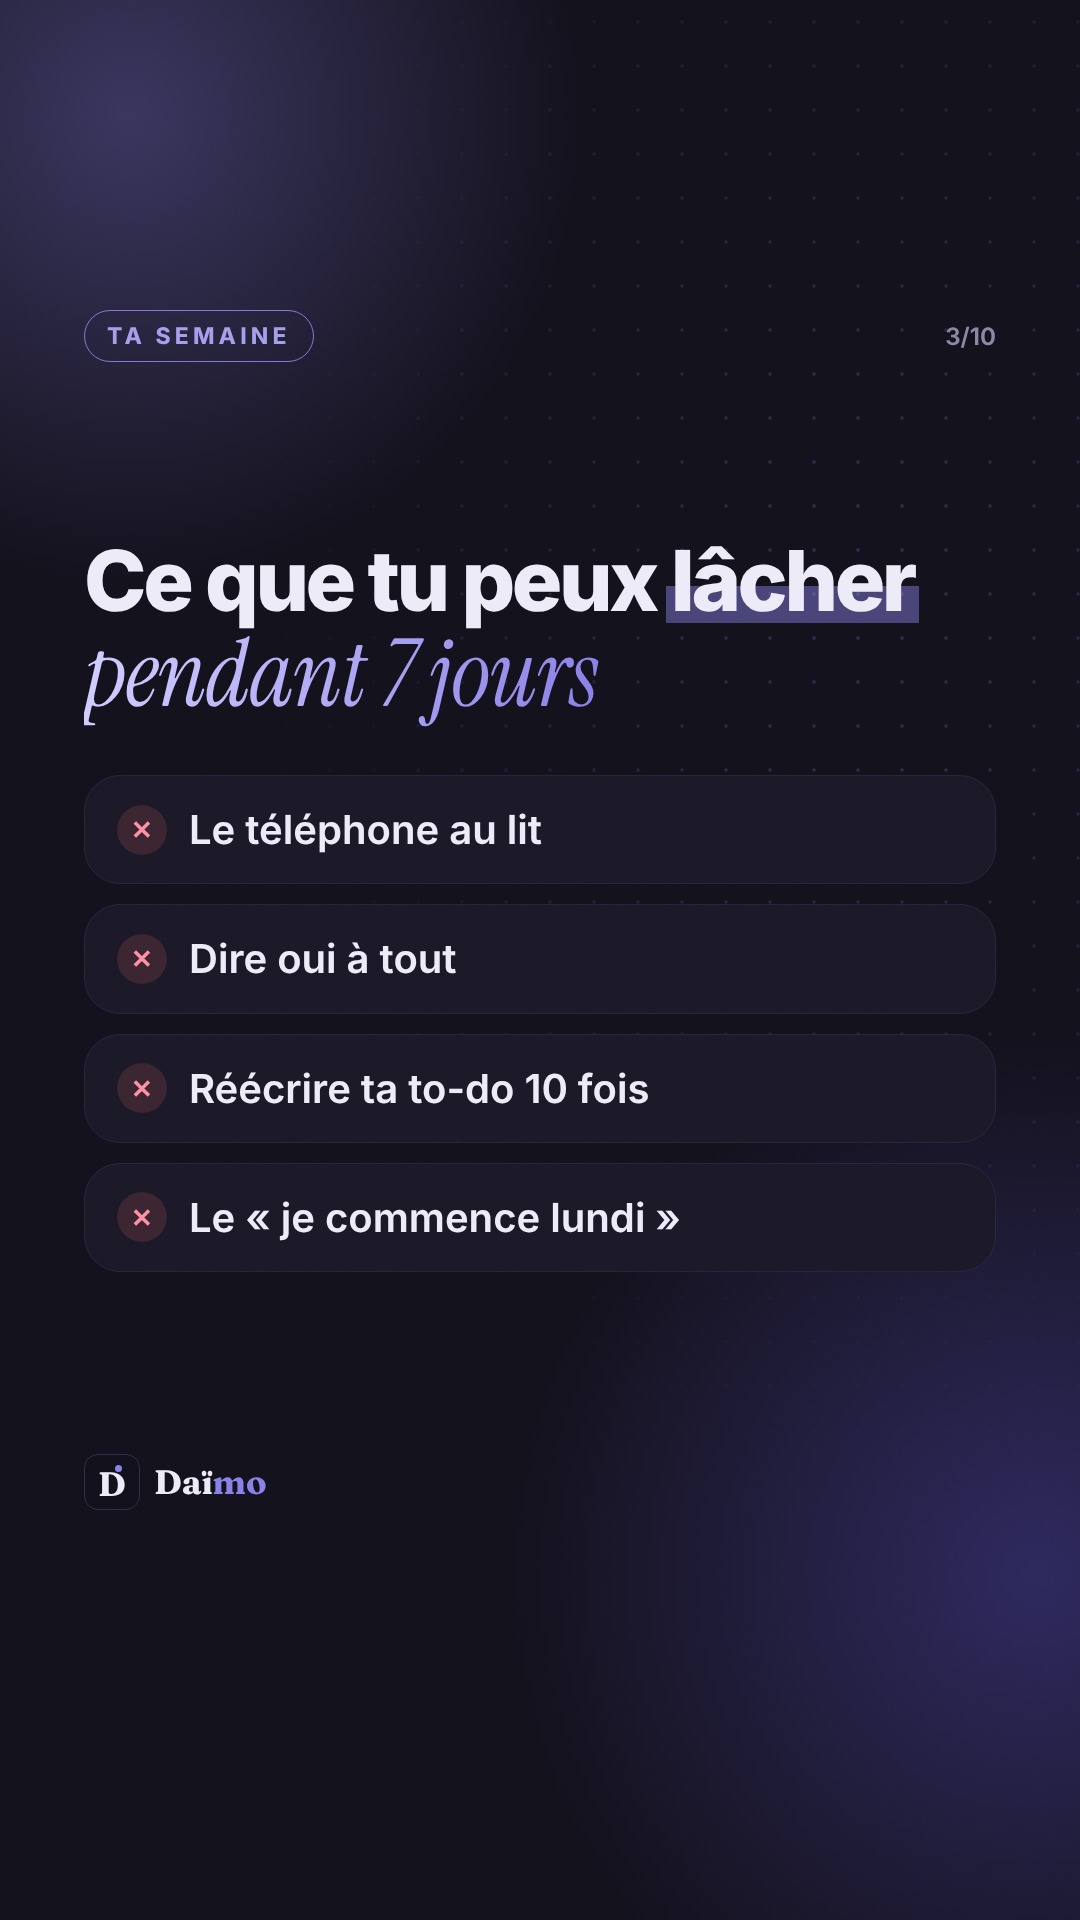 TA SEMAINE
3/10
Ce que tu peux lâcher
pendant 7 jours
× Le téléphone au lit
× Dire oui à tout
× Réécrire ta to-do 10 fois
× Le « je commence lundi »
D Daïmo